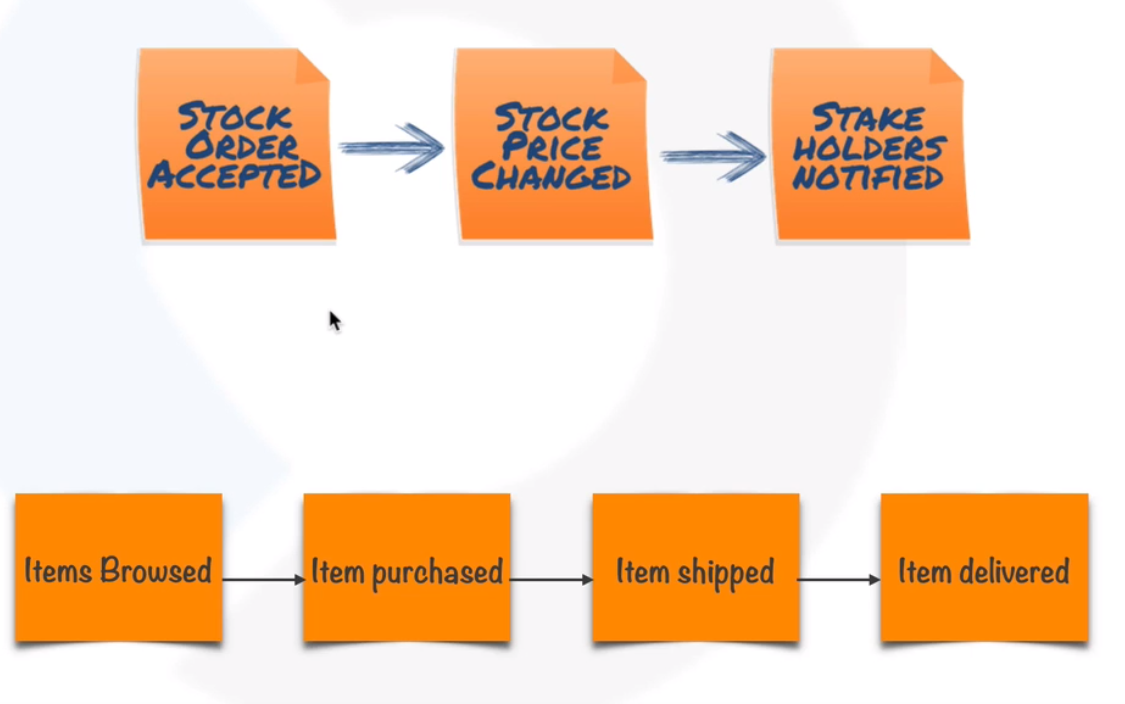 STOCK
ORDER
ACCEPTED
STOCK
PRICE
CHANGED
STAKE
HOLDERS
NOTIFIED
Items Browsed
Item purchased
Item shipped
Item delivered